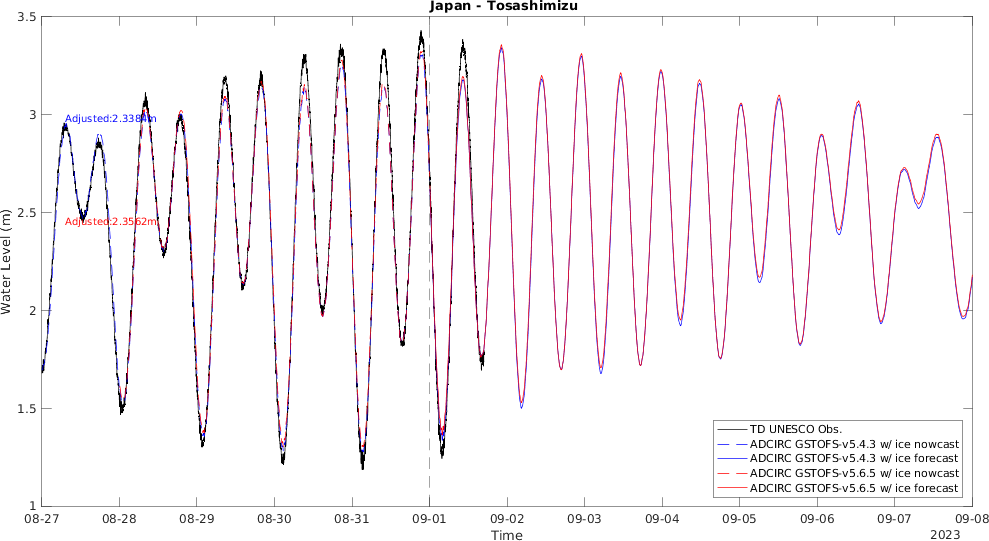 Japan - Tosashimizu
3.5
3
2.5
2
1.5
1
Water Level (m)
Adjusted:2.3384m
Adjusted:2.3562m
TD UNESCO Obs.
ADCIRC GSTOFS-v5.4.3 w/ ice nowcast
ADCIRC GSTOFS-v5.4.3 w/ ice forecast
ADCIRC GSTOFS-v5.6.5 w/ ice nowcast
ADCIRC GSTOFS-v5.6.5 w/ ice forecast
08-27 08-28 08-29 08-30 08-31 09-01 09-02 09-03 09-04 09-05 09-06 09-07 09-08
Time
2023